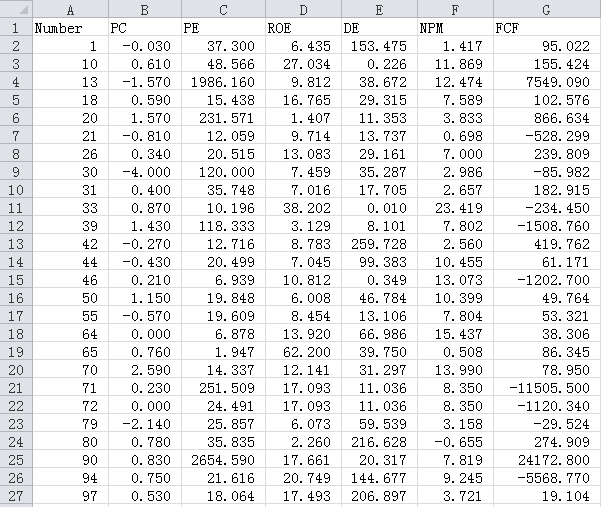 A B C D E F G
1 Number PC PE ROE DE NPM FCF
2 1 -0.030 37.300 6.435 153.475 1.417 95.022
3 10 0.610 48.566 27.034 0.226 11.869 155.424
4 13 -1.570 1986.160 9.812 38.672 12.474 7549.090
5 18 0.590 15.438 16.765 29.315 7.589 102.576
6 20 1.570 231.571 1.407 11.353 3.833 866.634
7 21 -0.810 12.059 9.714 13.737 0.698 -528.299
8 26 0.340 20.515 13.083 29.161 7.000 239.809
9 30 -4.000 120.000 7.459 35.287 2.986 -85.982
10 31 0.400 35.748 7.016 17.705 2.657 182.915
11 33 0.870 10.196 38.202 0.010 23.419 -234.450
12 39 1.430 118.333 3.129 8.101 7.802 -1508.760
13 42 -0.270 12.716 8.783 259.728 2.560 419.762
14 44 -0.430 20.499 7.045 99.383 10.455 61.171
15 46 0.210 6.939 10.812 0.349 13.073 -1202.700
16 50 1.150 19.848 6.008 46.784 10.399 49.764
17 55 -0.570 19.609 8.454 13.106 7.804 53.321
18 64 0.000 6.878 13.920 66.986 15.437 38.306
19 65 0.760 1.947 62.200 39.750 0.508 86.345
20 70 2.590 14.337 12.141 31.297 13.990 78.950
21 71 0.230 251.509 17.093 11.036 8.350 -11505.500
22 72 0.000 24.491 17.093 11.036 8.350 -1120.340
23 79 -2.140 25.857 6.073 59.539 3.158 -29.524
24 80 0.780 35.835 2.260 216.628 -0.655 274.909
25 90 0.830 2654.590 17.661 20.317 7.819 24172.800
26 94 0.750 21.616 20.749 144.677 9.245 -5568.770
27 97 0.530 18.064 17.493 206.897 3.721 19.104